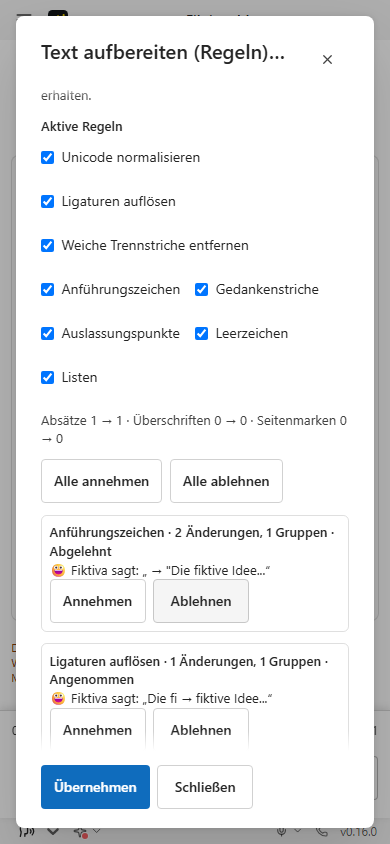 Text aufbereiten (Regeln)...
erhalten.
Aktive Regeln
Unicode normalisieren
Ligaturen auflösen
Weiche Trennstriche entfernen
Anführungszeichen Gedankenstriche
Auslassungspunkte Leerzeichen
Listen
Absätze 1 → 1 · Überschriften 0 → 0 · Seitenmarken 0
→ 0
Alle annehmen Alle ablehnen
Anführungszeichen · 2 Änderungen, 1 Gruppen ·
Abgelehnt
😀 Fiktiva sagt: „ → "Die fiktive Idee...“
Annehmen Ablehnen
Ligaturen auflösen · 1 Änderungen, 1 Gruppen ·
Angenommen
😀 Fiktiva sagt: „Die fi → fiktive Idee...“
Annehmen Ablehnen
Übernehmen Schließen
v0.16.0